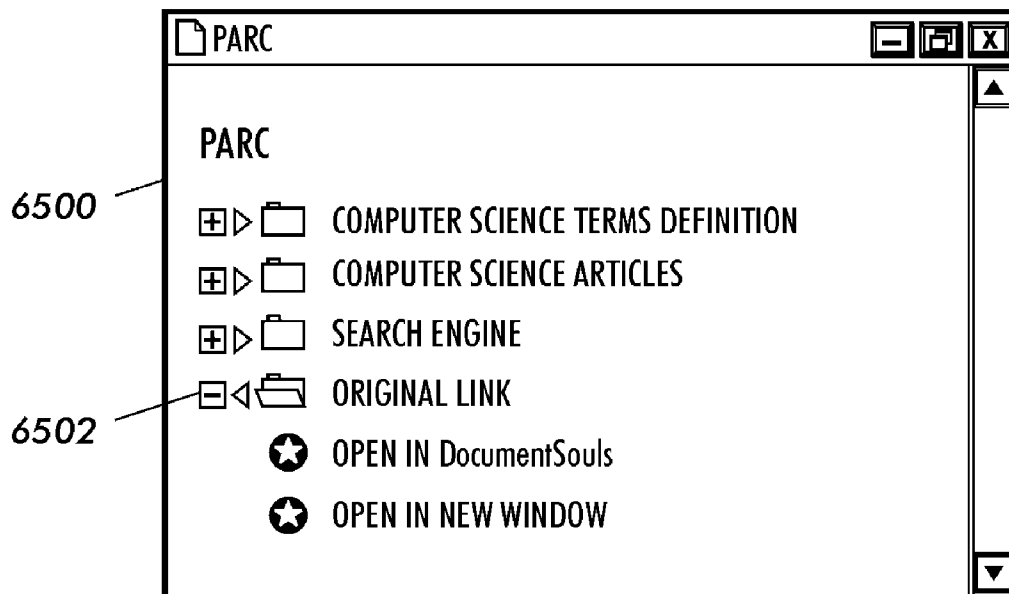 PARC
X
PARC
6500
COMPUTER SCIENCE TERMS DEFINITION
COMPUTER SCIENCE ARTICLES
SEARCH ENGINE
ORIGINAL LINK
6502
OPEN IN DocumentSouls
OPEN IN NEW WINDOW